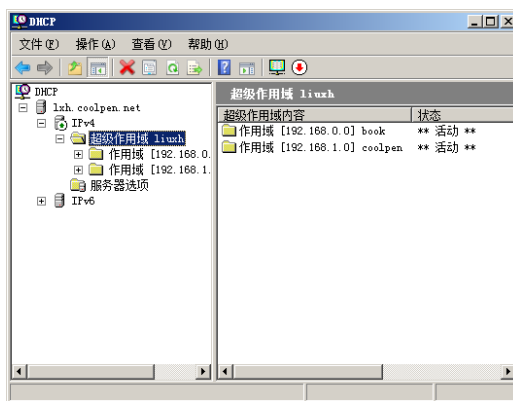 DHCP
文件(F) 操作(A) 查看(V) 帮助(H)
DHCP
lxh.coolpen.net
IPv4
超级作用域 liuxh
作用域 [192.168.0.
作用域 [192.168.1.
服务器选项
IPv6
超级作用域 liuxh
超级作用域内容 状态
作用域 [192.168.0.0] book ** 活动 **
作用域 [192.168.1.0] coolpen ** 活动 **